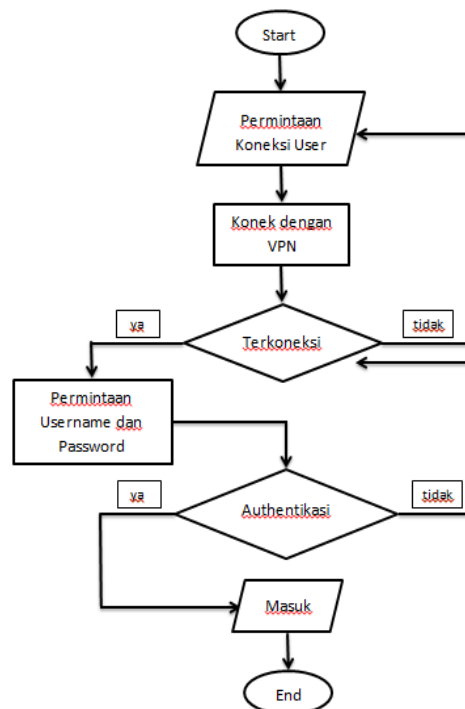 Start
Permintaan
Koneksi User
Konek dengan
VPN
ya
Terkoneksi
tidak
Permintaan
Username dan
Password
ya
Authentikasi
tidak
Masuk
End